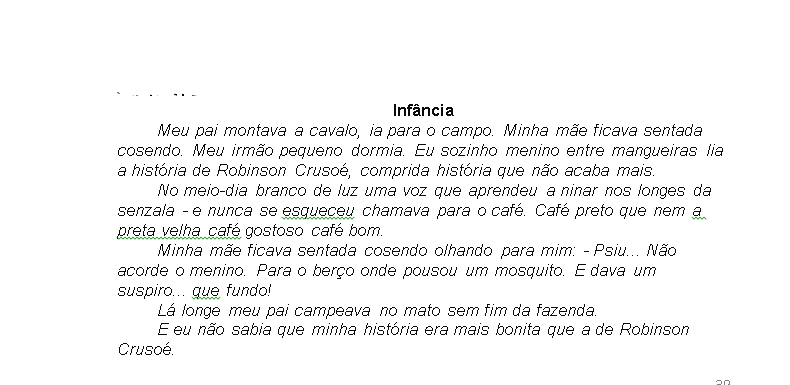 Infância
Meu pai montava a cavalo, ia para o campo. Minha mãe ficava sentada
cosendo. Meu irmão pequeno dormia. Eu sozinho menino entre mangueiras lia
a história de Robinson Crusoé, comprida história que não acaba mais.
No meio-dia branco de luz uma voz que aprendeu a ninar nos longes da
senzala - e nunca se esqueceu chamava para o café. Café preto que nem a
preta velha café gostoso café bom.
Minha mãe ficava sentada cosendo olhando para mim: - Psiu... Não
acorde o menino. Para o berço onde pousou um mosquito. E dava um
suspiro... que fundo!
Lá longe meu pai campeava no mato sem fim da fazenda.
E eu não sabia que minha história era mais bonita que a de Robinson
Crusoé.